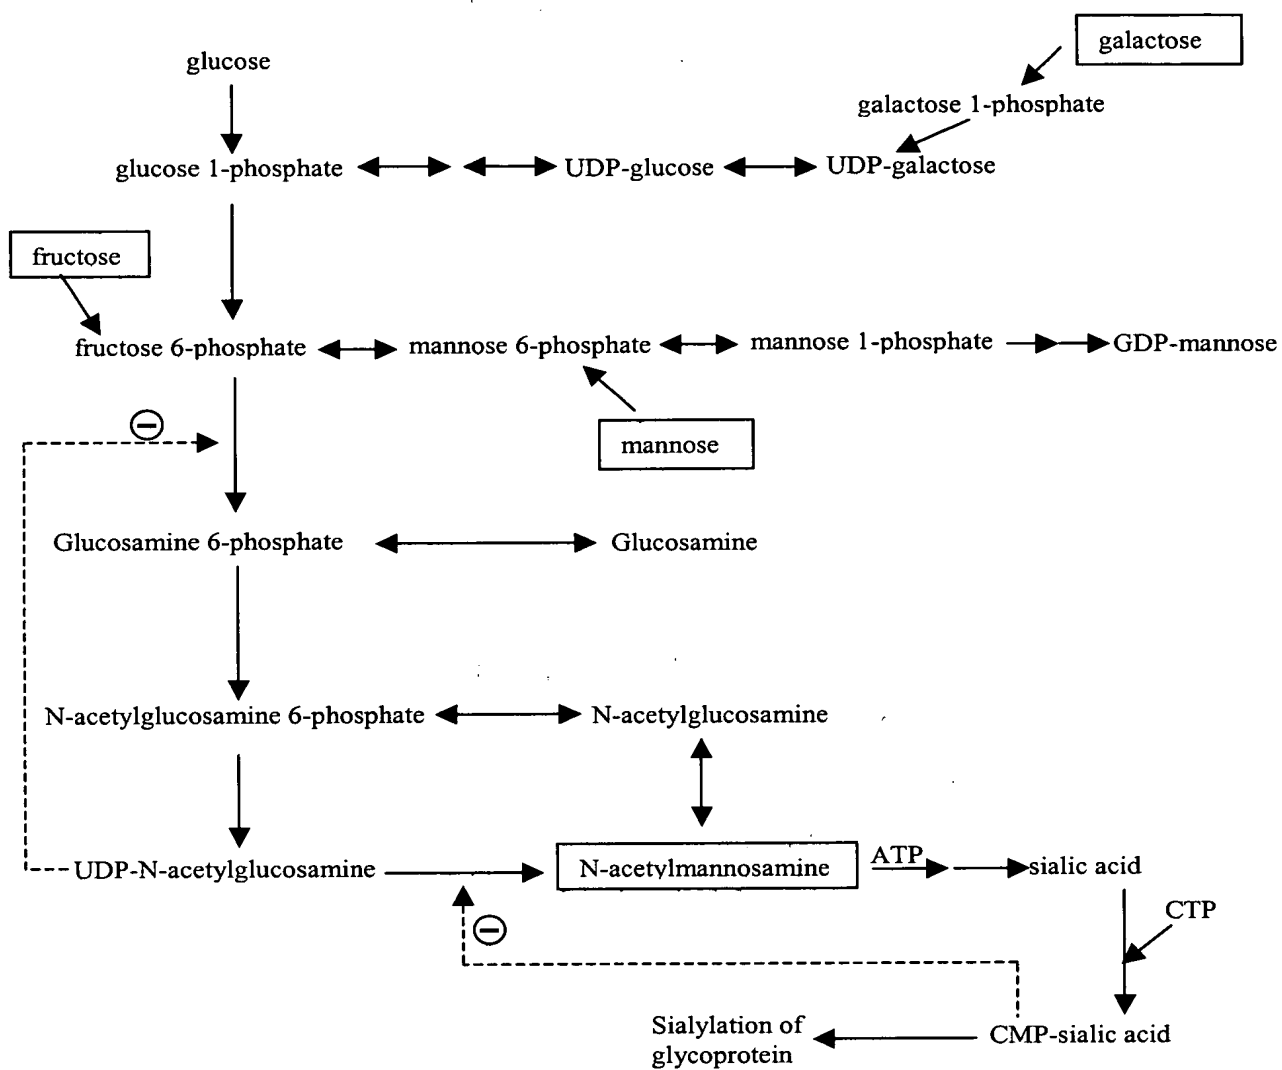 galactose
glucose
galactose 1-phosphate
glucose 1-phosphate
UDP-glucose
UDP-galactose
fructose
fructose 6-phosphate
mannose 6-phosphate
mannose 1-phosphate
GDP-mannose
mannose
Glucosamine 6-phosphate
Glucosamine
N-acetylglucosamine 6-phosphate
N-acetylglucosamine
UDP-N-acetylglucosamine
N-acetylmannosamine
ATP
sialic acid
CTP
Sialylation of
glycoprotein
CMP-sialic acid